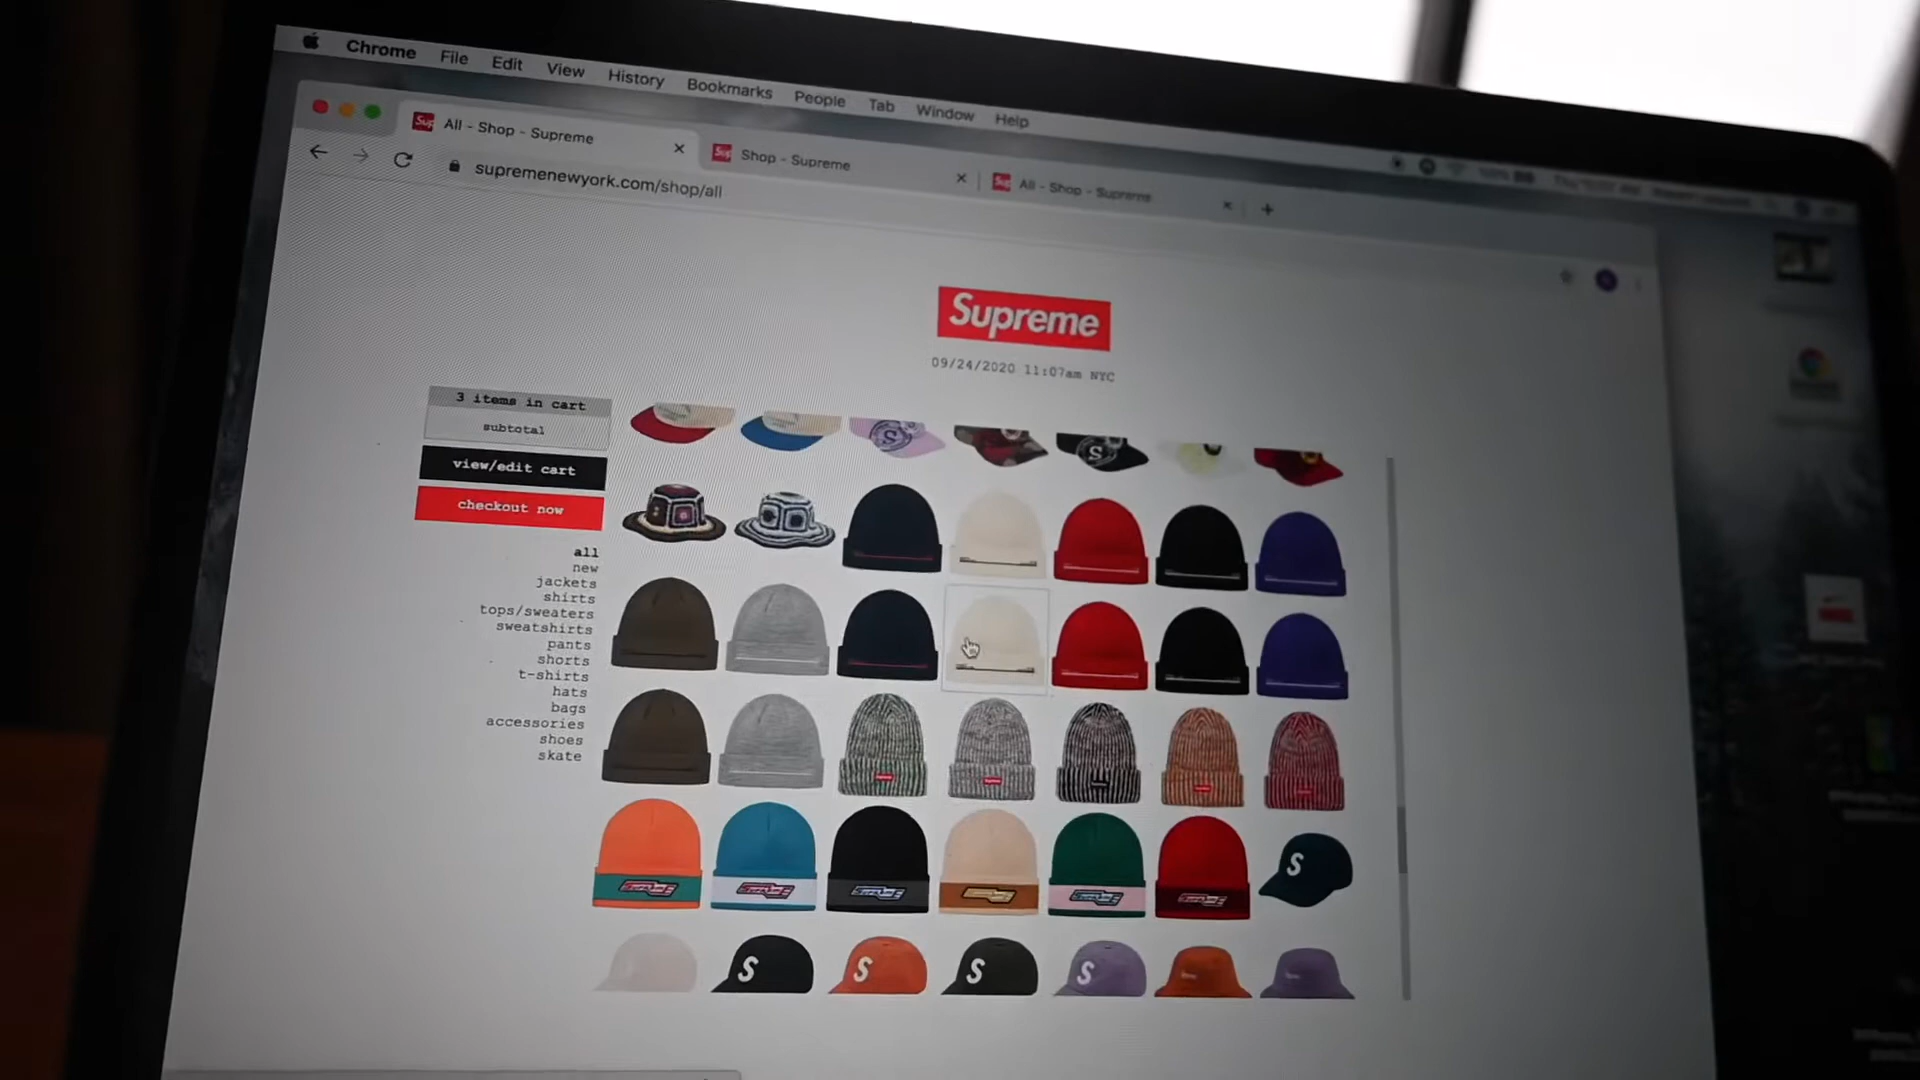 Chrome File Edit View History Bookmarks People Tab Window Help
All - Shop - Supreme
Sup
Shop - Supreme
Sup
All - Shop - Supreme
supremenewyork.com/shop/all
Supreme
09/24/2020 11:07am NYC
3 items in cart
subtotal
view/edit cart
checkout now
all
new
jackets
shirts
tops/sweaters
sweatshirts
pants
shorts
t-shirts
hats
bags
accessories
shoes
skate
S
S
S
S
S
S
S